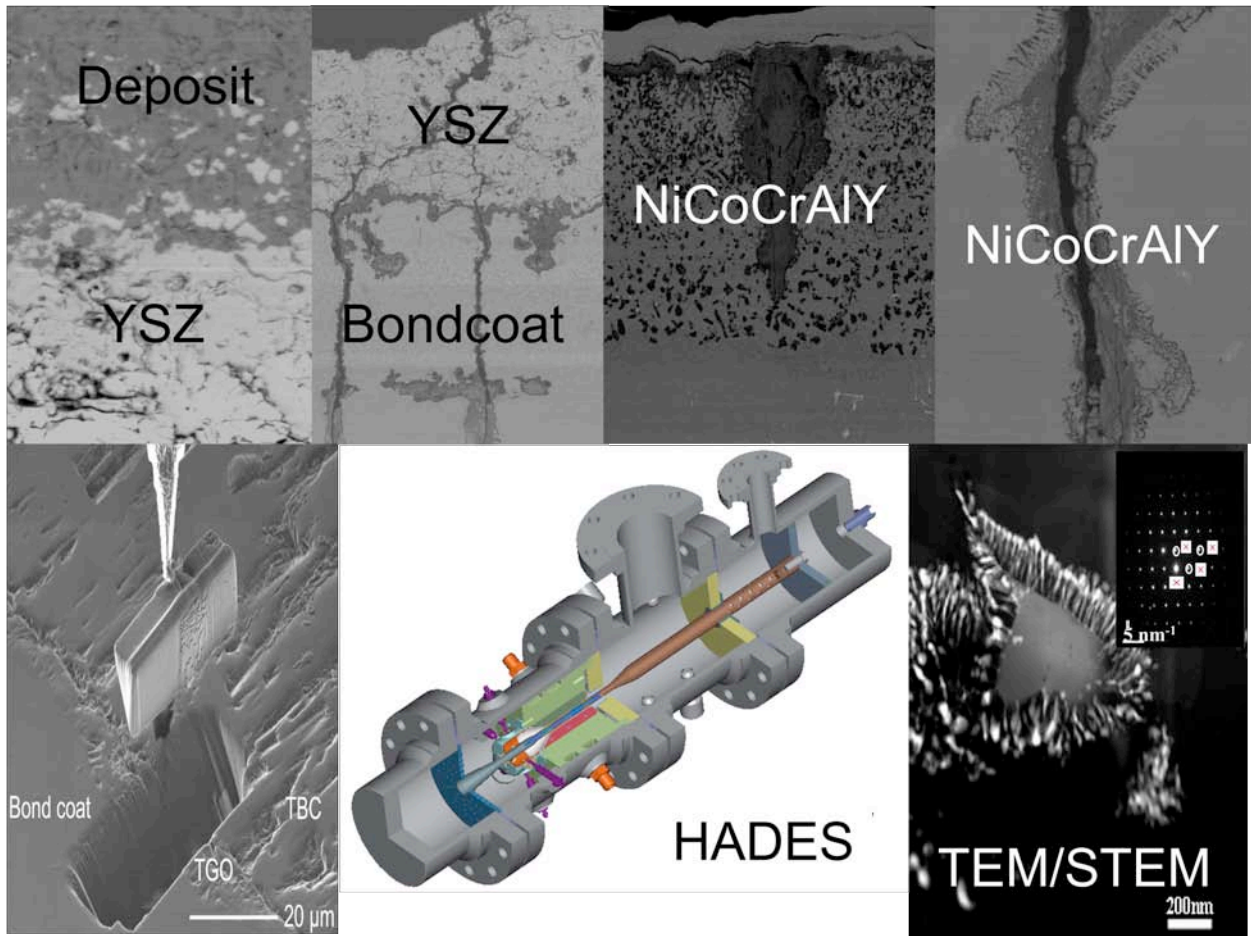 Deposit
YSZ
YSZ
Bondcoat
NiCoCrAlY
NiCoCrAlY
Bond coat
TBC
TGO
20 µm
HADES
5 nm⁻¹
TEM/STEM
200nm